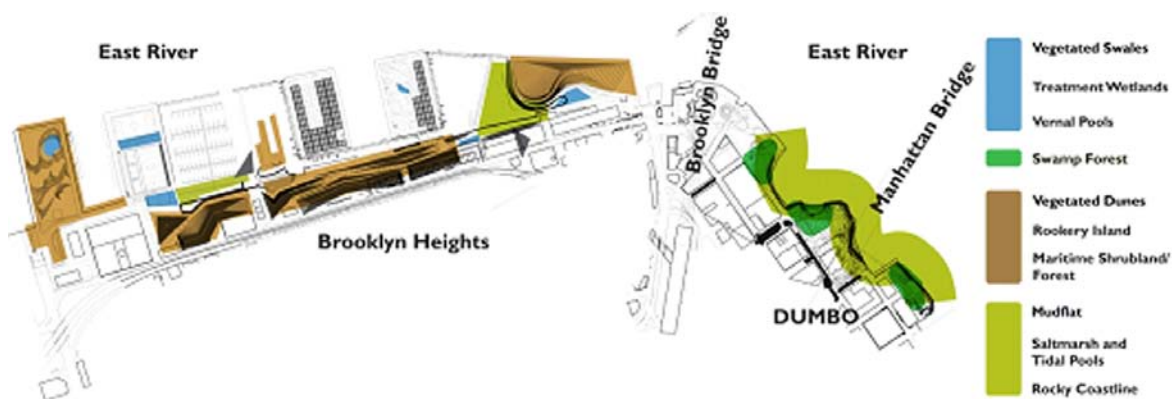 East River
Brooklyn Heights
Brooklyn Bridge
East River
Manhattan Bridge
DUMBO
Vegetated Swales
Treatment Wetlands
Vernal Pools
Swamp Forest
Vegetated Dunes
Rookery Island
Maritime Shrubland/
Forest
Mudflat
Saltmarsh and
Tidal Pools
Rocky Coastline